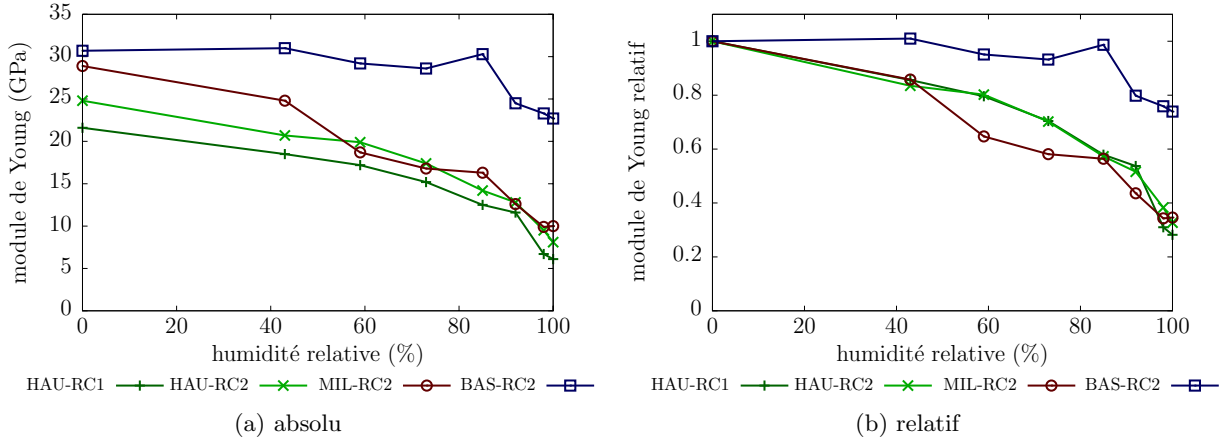 module de Young (GPa)
35
30
25
20
15
10
5
0
0 20 40 60 80 100
humidité relative (%)
HAU-RC1 HAU-RC2 MIL-RC2 BAS-RC2
(a) absolu
module de Young relatif
1
0.8
0.6
0.4
0.2
0
0 20 40 60 80 100
humidité relative (%)
HAU-RC1 HAU-RC2 MIL-RC2 BAS-RC2
(b) relatif